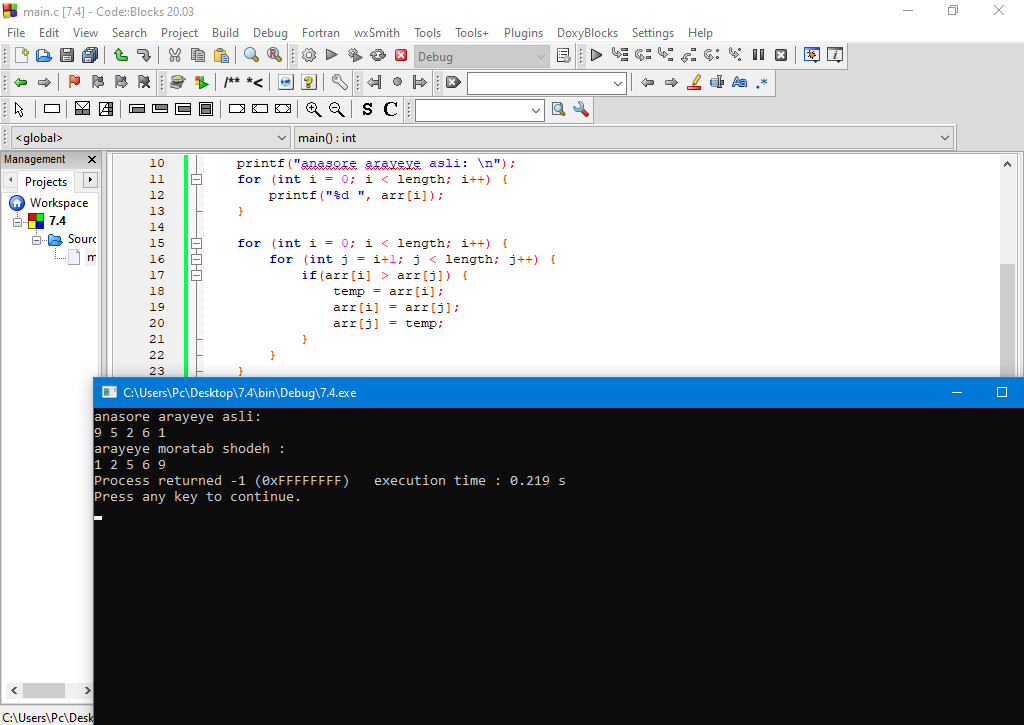 main.c [7.4] - Code::Blocks 20.03
File Edit View Search Project Build Debug Fortran wxSmith Tools Tools+ Plugins DoxyBlocks Settings Help
Debug
/** *<
Aa .*
S C
<global> main() : int
Management
Projects
Workspace
7.4
Sourc
m
10 printf("anasore arayeye asli: \n");
11 for (int i = 0; i < length; i++) {
12 printf("%d ", arr[i]);
13 }
14
15 for (int i = 0; i < length; i++) {
16 for (int j = i+1; j < length; j++) {
17 if(arr[i] > arr[j]) {
18 temp = arr[i];
19 arr[i] = arr[j];
20 arr[j] = temp;
21 }
22 }
23 }
C:\Users\Pc\Desktop\7.4\bin\Debug\7.4.exe
anasore arayeye asli:
9 5 2 6 1
arayeye moratab shodeh :
1 2 5 6 9
Process returned -1 (0xFFFFFFFF) execution time : 0.219 s
Press any key to continue.
C:\Users\Pc\Desk